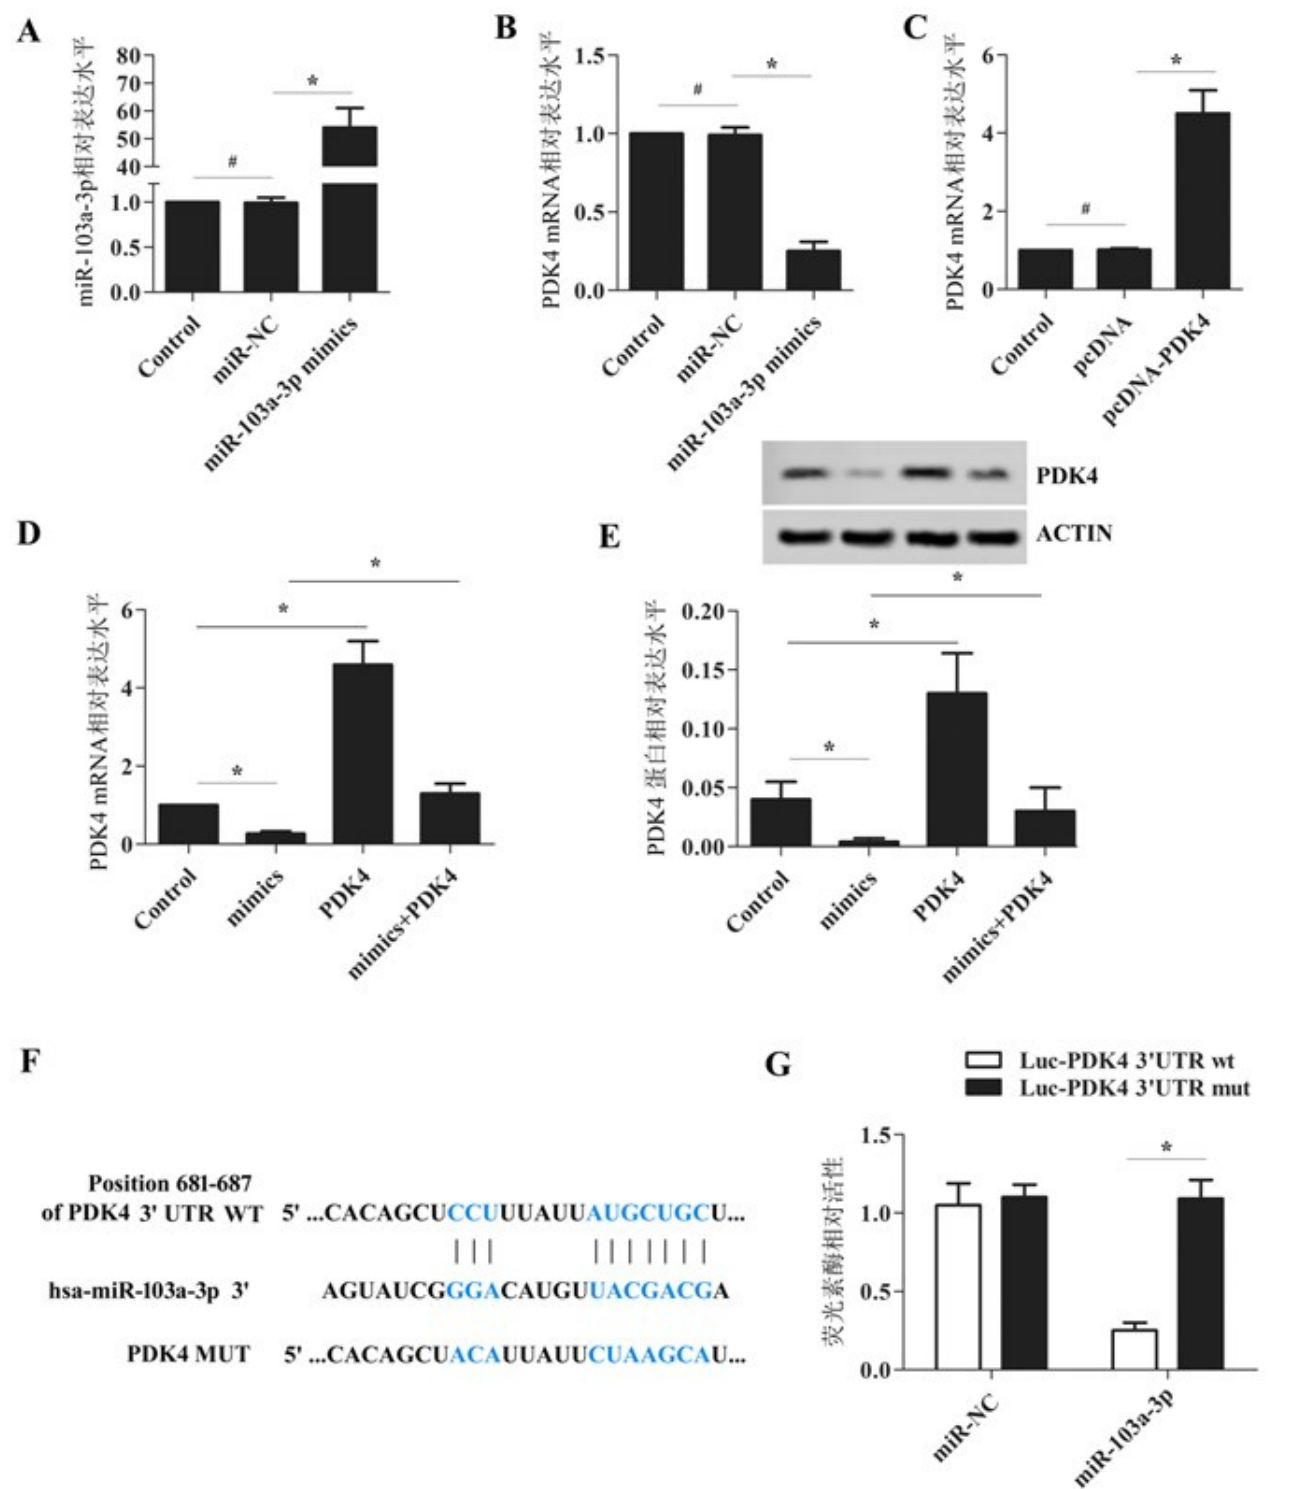 A
miR-103a-3p相对表达水平
80
70
60
50
40
1.0
0.5
0.0
#
*
Control
miR-NC
miR-103a-3p mimics
B
PDK4 mRNA相对表达水平
1.5
1.0
0.5
0.0
#
*
Control
miR-NC
miR-103a-3p mimics
C
PDK4 mRNA相对表达水平
6
4
2
0
#
*
Control
pcDNA
pcDNA-PDK4
D
PDK4 mRNA相对表达水平
6
4
2
0
*
*
*
Control
mimics
PDK4
mimics+PDK4
E
PDK4
ACTIN
PDK4 蛋白相对表达水平
0.20
0.15
0.10
0.05
0.00
*
*
*
Control
mimics
PDK4
mimics+PDK4
F
Position 681-687
of PDK4 3' UTR WT 5' ...CACAGCUCCUUUAUUAUGCUGCU...
hsa-miR-103a-3p 3' AGUAUCGGGACAUGUUACGACGA
PDK4 MUT 5' ...CACAGCUACAUUAUUCUAAGCAU...
G
Luc-PDK4 3'UTR wt
Luc-PDK4 3'UTR mut
荧光素酶相对活性
1.5
1.0
0.5
0.0
*
miR-NC
miR-103a-3p